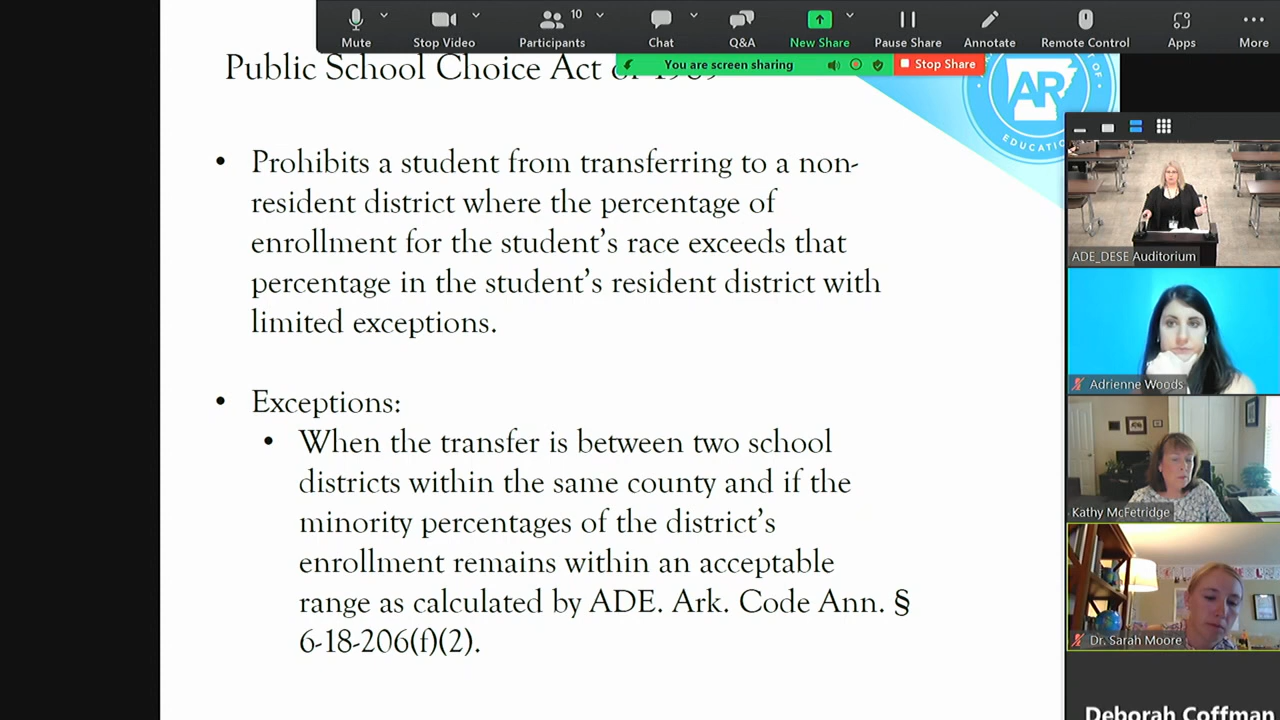 10
Mute
Stop Video
Participants
Chat
Q&A
New Share
Pause Share
Annotate
Remote Control
Apps
More
You are screen sharing
Stop Share
Public School Choice Act
AR
EDUCATIO
• Prohibits a student from transferring to a non-
resident district where the percentage of
enrollment for the student's race exceeds that
percentage in the student's resident district with
limited exceptions.
• Exceptions:
• When the transfer is between two school
districts within the same county and if the
minority percentages of the district's
enrollment remains within an acceptable
range as calculated by ADE. Ark. Code Ann. §
6-18-206(f)(2).
ADE_DESE Auditorium
Adrienne Woods
Kathy McFetridge
Dr. Sarah Moore
Deborah Coffman